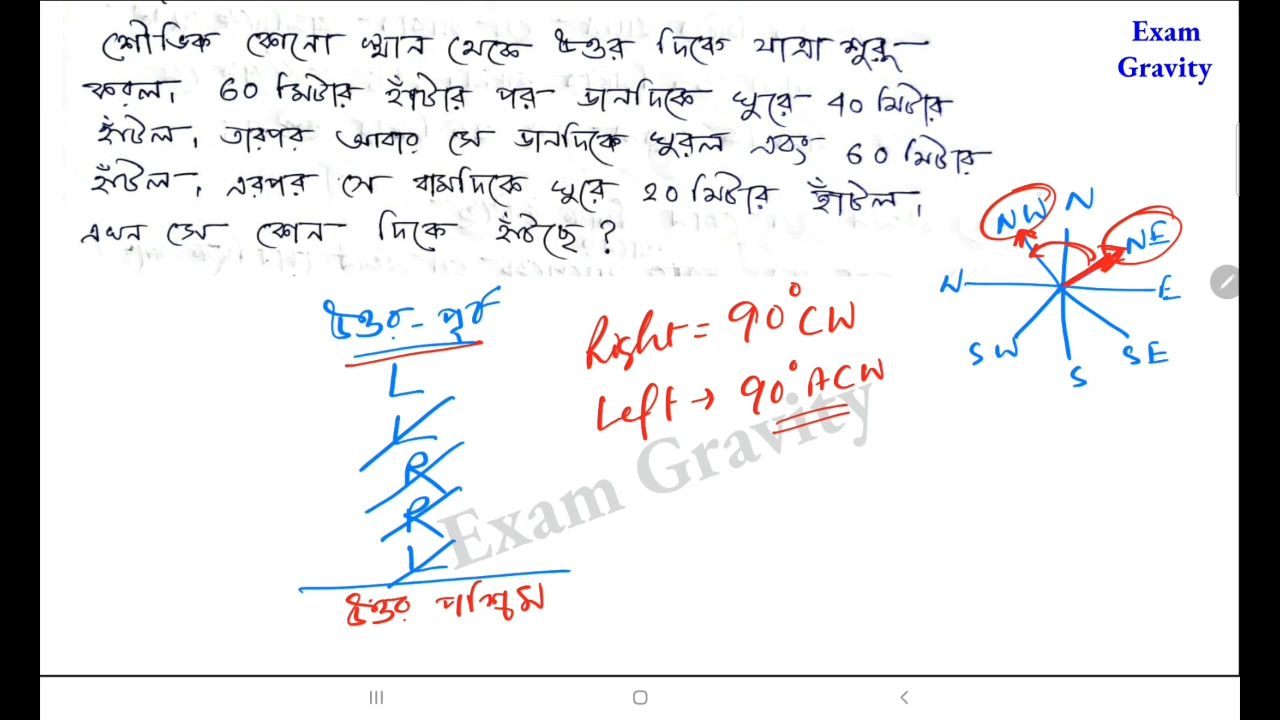 Exam
Gravity
শৌভিক কোনো স্থান থেকে উত্তর দিকে যাত্রা শুরু
করল। 60 মিটার হাঁটার পর ডানদিকে ঘুরে 40 মিটার
হাঁটল। তারপর আবার সে ডানদিকে ঘুরল এবং 60 মিটার
হাঁটল। এরপর সে বামদিকে ঘুরে 20 মিটার হাঁটল।
এখন সে কোন দিকে হাঁটছে?
NW N
NE
W E
SW SE
S
উত্তর-পূর্ব
L
L
R
R
L
উত্তর পশ্চিম
Right = 90° CW
Left → 90° ACW
Exam Gravity